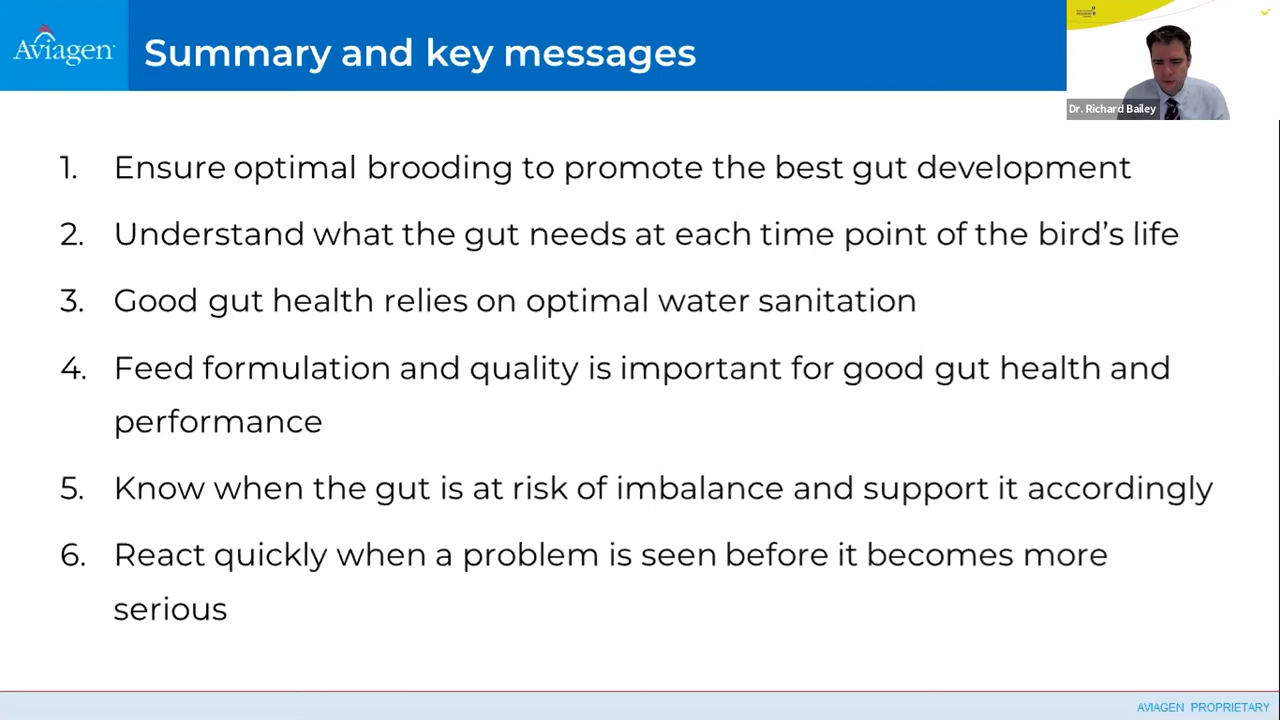 Aviagen
Summary and key messages
Dr. Richard Bailey
1. Ensure optimal brooding to promote the best gut development
2. Understand what the gut needs at each time point of the bird’s life
3. Good gut health relies on optimal water sanitation
4. Feed formulation and quality is important for good gut health and
performance
5. Know when the gut is at risk of imbalance and support it accordingly
6. React quickly when a problem is seen before it becomes more
serious
AVIAGEN PROPRIETARY